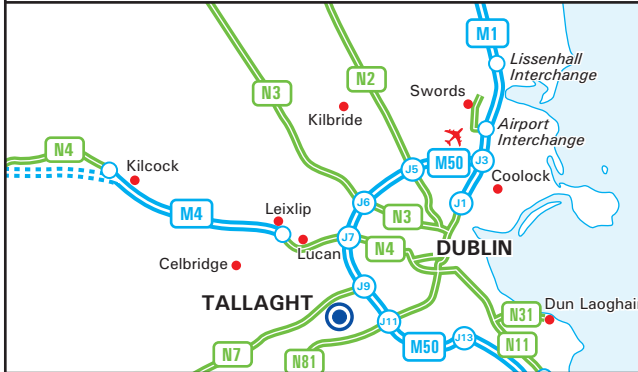 M1
Lissenhall
Interchange
N3
N2
Swords
Kilbride
Airport
Interchange
N4
Kilcock
J5
M50
J3
Coolock
M4
Leixlip
J6
J1
N3
J7
N4
DUBLIN
Lucan
Celbridge
J9
TALLAGHT
J11
N31
Dun Laoghair
N7
N81
M50
J13
N11